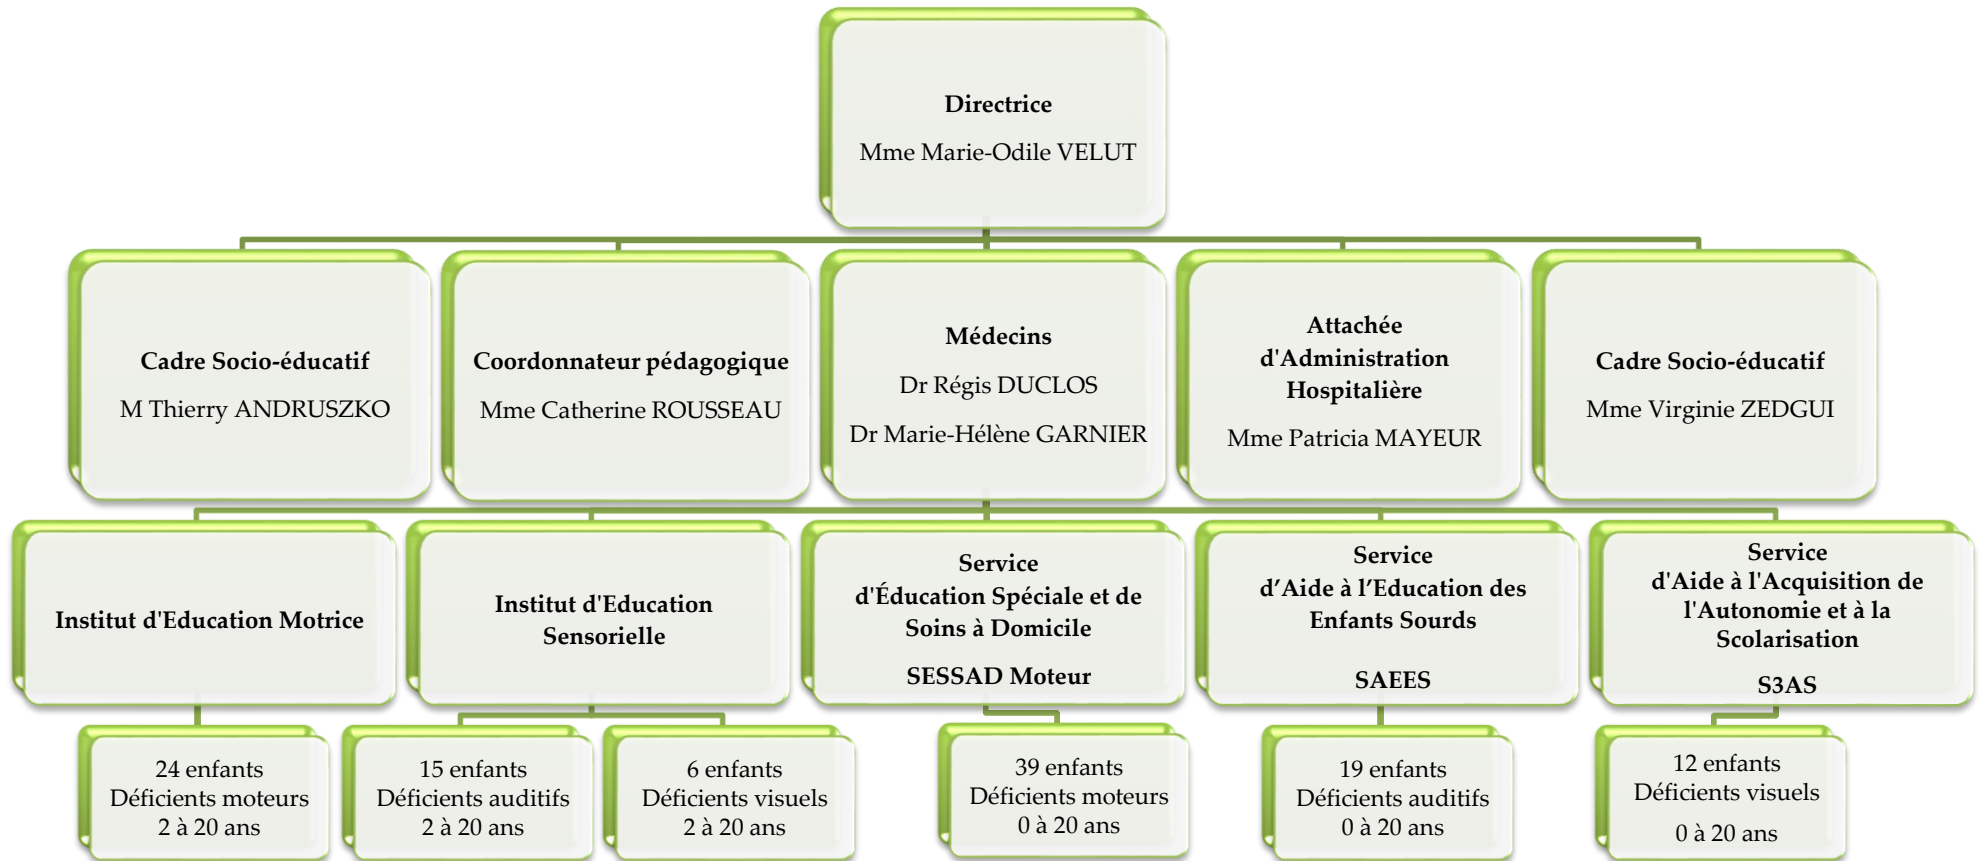 Directrice
Mme Marie-Odile VELUT
Cadre Socio-éducatif
M Thierry ANDRUSZKO
Coordonnateur pédagogique
Mme Catherine ROUSSEAU
Médecins
Dr Régis DUCLOS
Dr Marie-Hélène GARNIER
Attachée
d'Administration
Hospitalière
Mme Patricia MAYEUR
Cadre Socio-éducatif
Mme Virginie ZEDGUI
Institut d'Education Motrice
Institut d'Education
Sensorielle
Service
d'Éducation Spéciale et de
Soins à Domicile
SESSAD Moteur
Service
d’Aide à l’Education des
Enfants Sourds
SAEES
Service
d'Aide à l'Acquisition de
l'Autonomie et à la
Scolarisation
S3AS
24 enfants
Déficients moteurs
2 à 20 ans
15 enfants
Déficients auditifs
2 à 20 ans
6 enfants
Déficients visuels
2 à 20 ans
39 enfants
Déficients moteurs
0 à 20 ans
19 enfants
Déficients auditifs
0 à 20 ans
12 enfants
Déficients visuels
0 à 20 ans